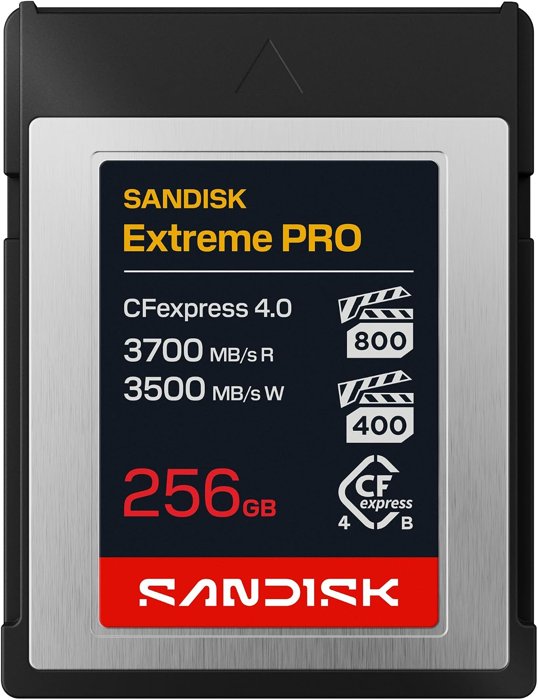 SANDISK
Extreme PRO
CFexpress 4.0
3700 MB/s R
3500 MB/s W
800
400
256GB
CF
express
4 B
SANDISK